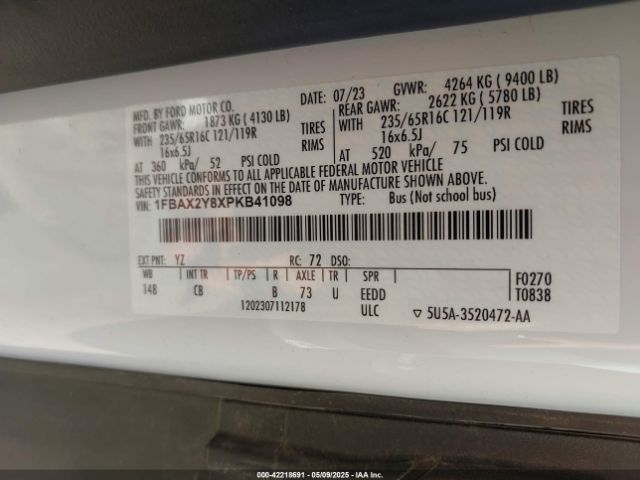 MFD. BY FORD MOTOR CO.
DATE: 07/23 GVWR: 4264 KG ( 9400 LB)
FRONT GAWR: 1873 KG ( 4130 LB) REAR GAWR: 2622 KG ( 5780 LB)
WITH 235/65R16C 121/119R TIRES WITH 235/65R16C 121/119R TIRES
16x6.5J RIMS 16x6.5J RIMS
AT 360 kPa/ 52 PSI COLD AT 520 kPa/ 75 PSI COLD
THIS VEHICLE CONFORMS TO ALL APPLICABLE FEDERAL MOTOR VEHICLE
SAFETY STANDARDS IN EFFECT ON THE DATE OF MANUFACTURE SHOWN ABOVE.
VIN: 1FBAX2Y8XPKB41098 TYPE: Bus (Not School bus)
EXT PNT: YZ RC: 72 DSO:
WB INT TR TP/PS R AXLE TR SPR F0270
148 CB B 73 U EEDD T0838
1202307112178 ULC ▽ 5U5A-3520472-AA
000-42218691 - 05/09/2025 - IAA Inc.